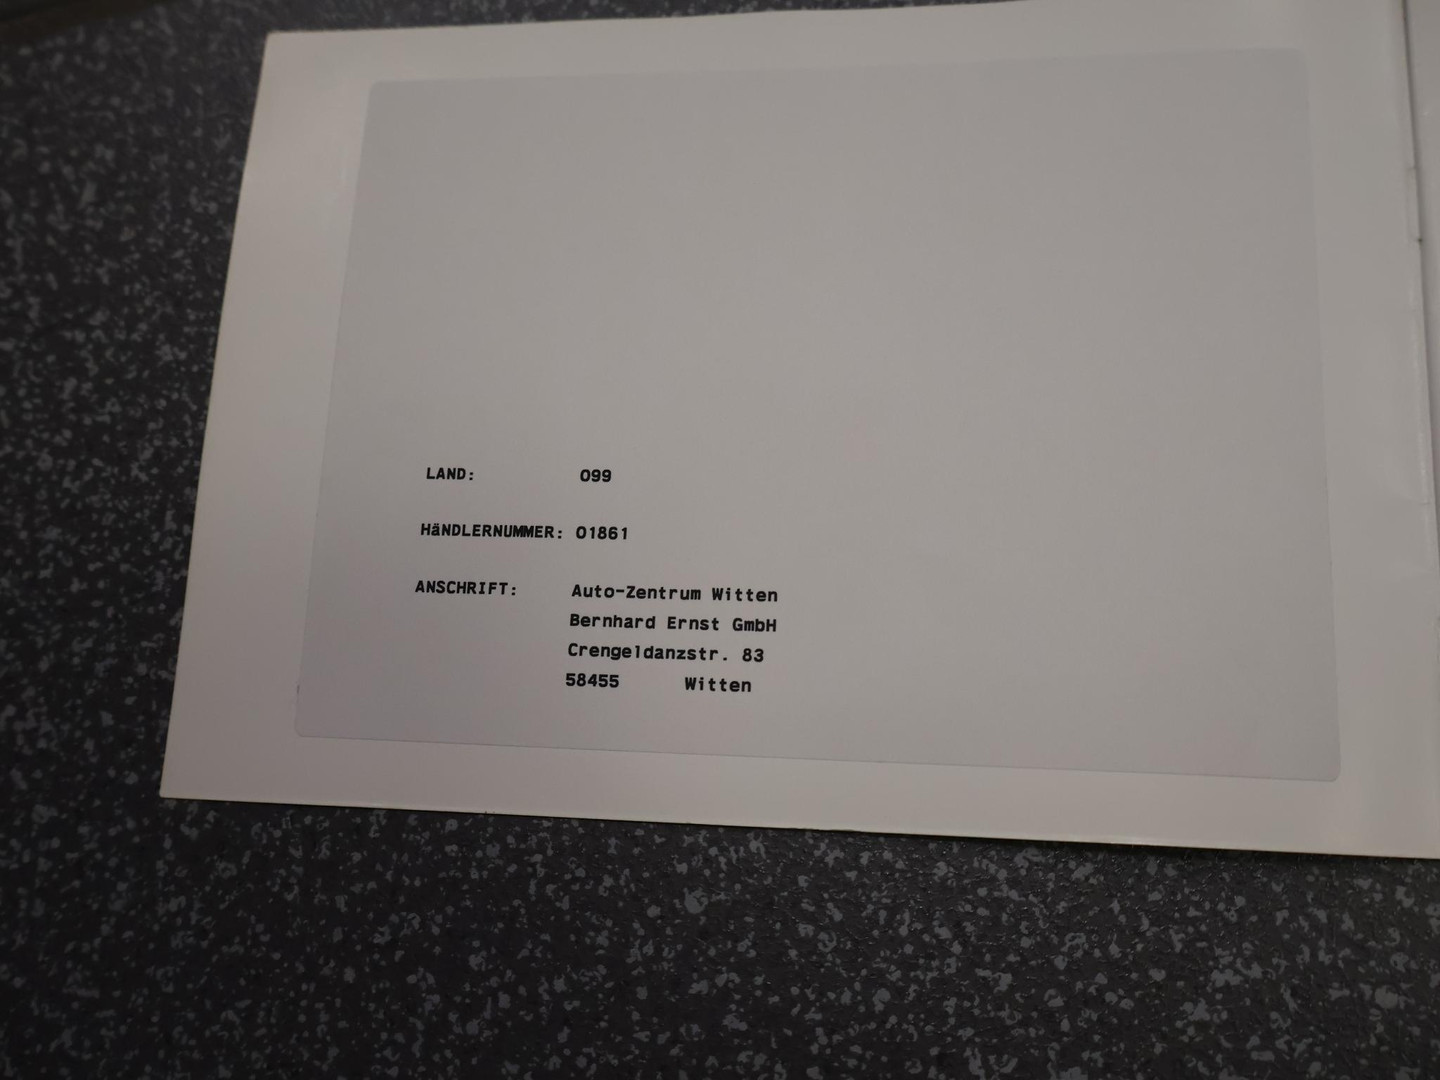 LAND: 099
HäNDLERNUMMER: 01861
ANSCHRIFT: Auto-Zentrum Witten
Bernhard Ernst GmbH
Crengeldanzstr. 83
58455 Witten